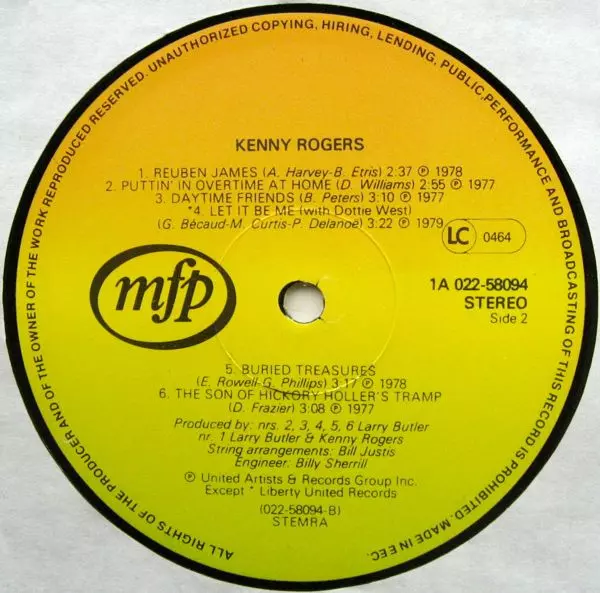 ALL RIGHTS OF THE PRODUCER AND OF THE OWNER OF THE WORK REPRODUCED RESERVED. UNAUTHORIZED COPYING, HIRING, LENDING, PUBLIC PERFORMANCE AND BROADCASTING OF THIS RECORD IS PROHIBITED. MADE IN EEC.
KENNY ROGERS
1. REUBEN JAMES (A. Harvey-B. Etris) 2:37 ℗ 1978
2. PUTTIN' IN OVERTIME AT HOME (D. Williams) 2:55 ℗ 1977
3. DAYTIME FRIENDS (B. Peters) 3:10 ℗ 1977
*4. LET IT BE ME (with Dottie West)
(G. Bécaud-M. Curtis-P. Delanoë) 3:22 ℗ 1979
LC 0464
mfp
1A 022-58094
STEREO
Side 2
5. BURIED TREASURES
(E. Rowell-G. Phillips) 3:17 ℗ 1978
6. THE SON OF HICKORY HOLLER'S TRAMP
(D. Frazier) 3:08 ℗ 1977
Produced by: nrs. 2, 3, 4, 5, 6 Larry Butler
nr. 1 Larry Butler & Kenny Rogers
String arrangements: Bill Justis
Engineer: Billy Sherrill
℗ United Artists & Records Group Inc.
Except * Liberty United Records
(022-58094-B)
STEMRA